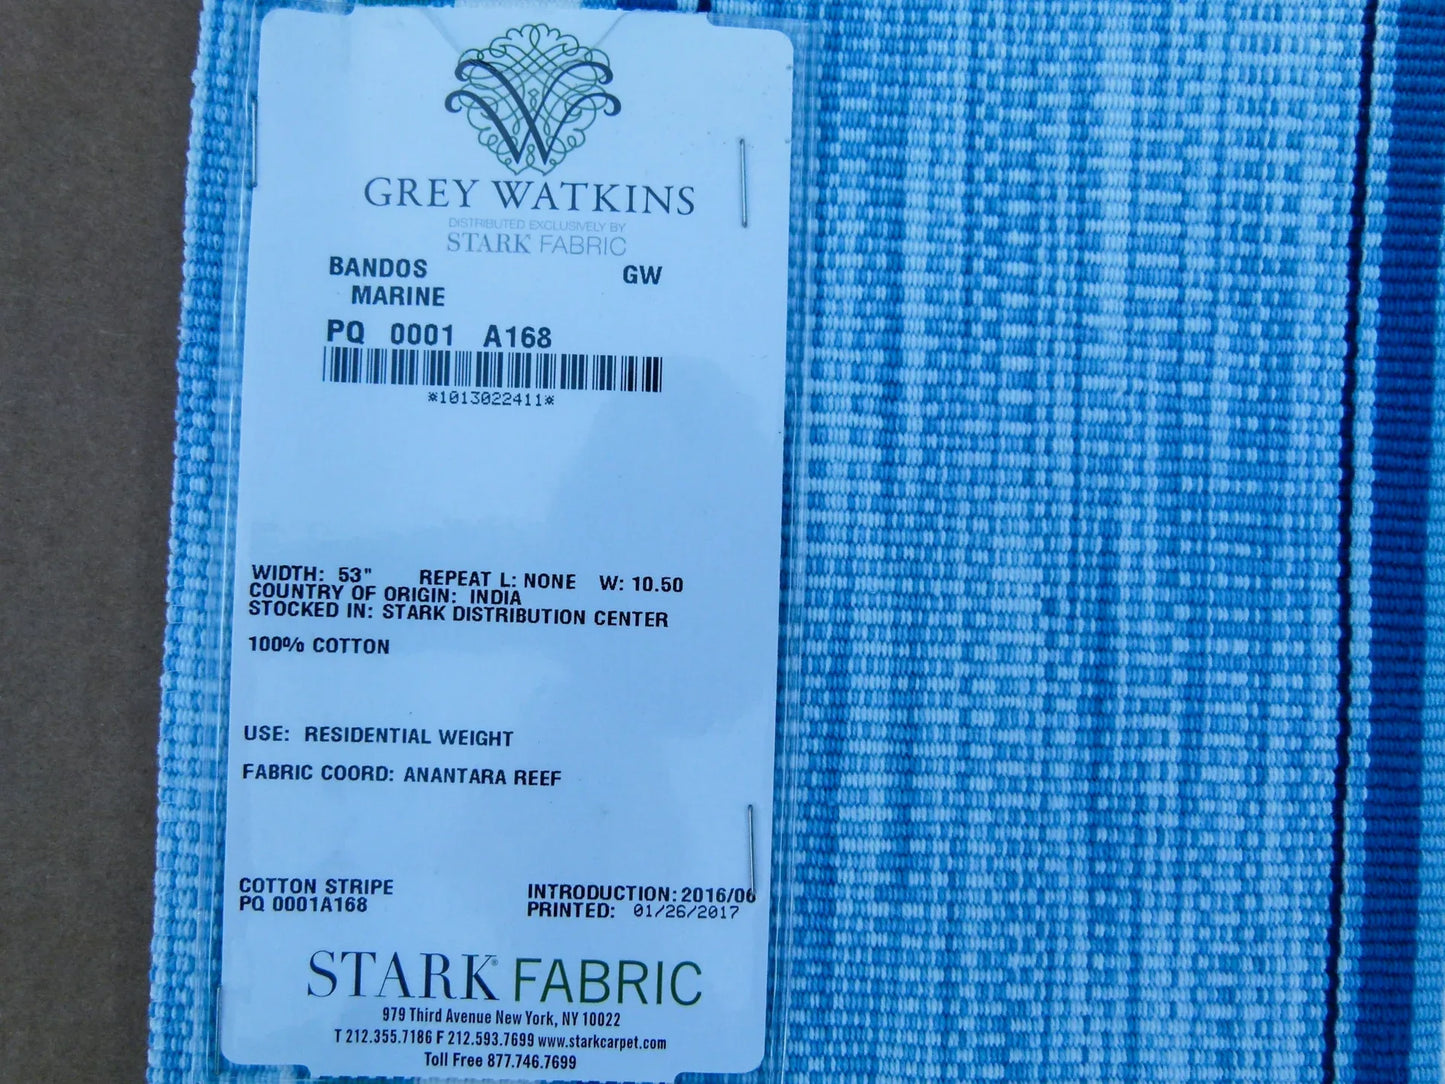 GREY WATKINS
DISTRIBUTED EXCLUSIVELY BY
STARK FABRIC
BANDOS GW
MARINE
PQ 0001 A168
*1013022411*
WIDTH: 53" REPEAT L: NONE W: 10.50
COUNTRY OF ORIGIN: INDIA
STOCKED IN: STARK DISTRIBUTION CENTER
100% COTTON
USE: RESIDENTIAL WEIGHT
FABRIC COORD: ANANTARA REEF
COTTON STRIPE INTRODUCTION: 2016/06
PQ 0001A168 PRINTED: 01/26/2017
STARK® FABRIC
979 Third Avenue New York, NY 10022
T 212.355.7186 F 212.593.7699 www.starkcarpet.com
Toll Free 877.746.7699